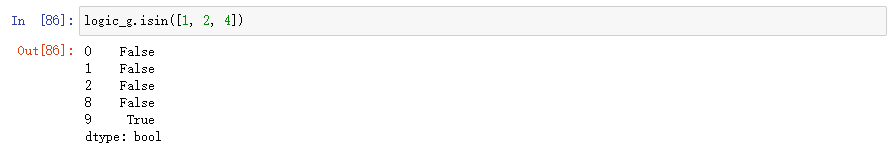 In [86]: logic_g.isin([1, 2, 4])
Out[86]: 0 False
1 False
2 False
8 False
9 True
dtype: bool